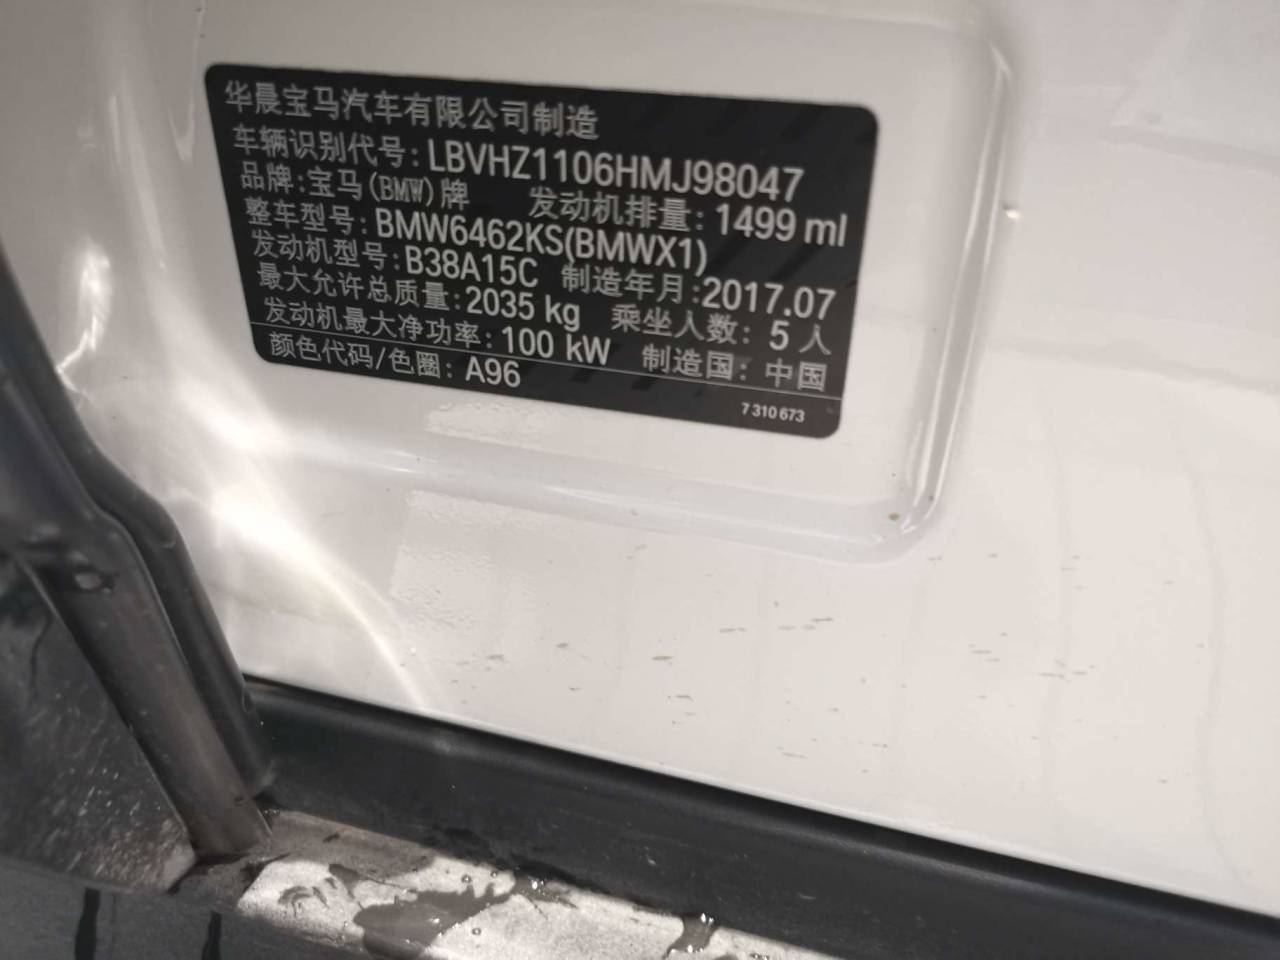 华晨宝马汽车有限公司制造
车辆识别代号: LBVHZ1106HMJ98047
品牌:宝马(BMW)牌 发动机排量: 1499 ml
整车型号: BMW6462KS(BMWX1)
发动机型号: B38A15C 制造年月: 2017.07
最大允许总质量: 2035 kg 乘坐人数: 5 人
发动机最大净功率: 100 kW 制造国: 中国
颜色代码/色圈: A96
7 310 673